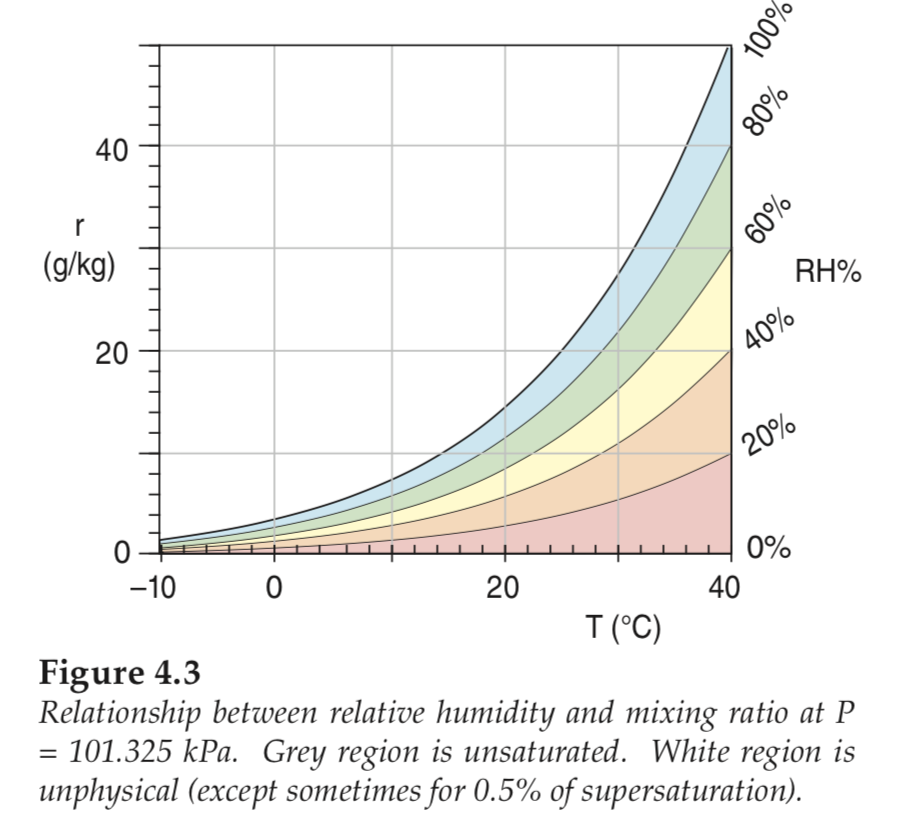 100%
80%
60%
40%
20%
0%
RH%
40
20
0
r
(g/kg)
–10
0
20
40
T (°C)
Figure 4.3
Relationship between relative humidity and mixing ratio at P
= 101.325 kPa. Grey region is unsaturated. White region is
unphysical (except sometimes for 0.5% of supersaturation).